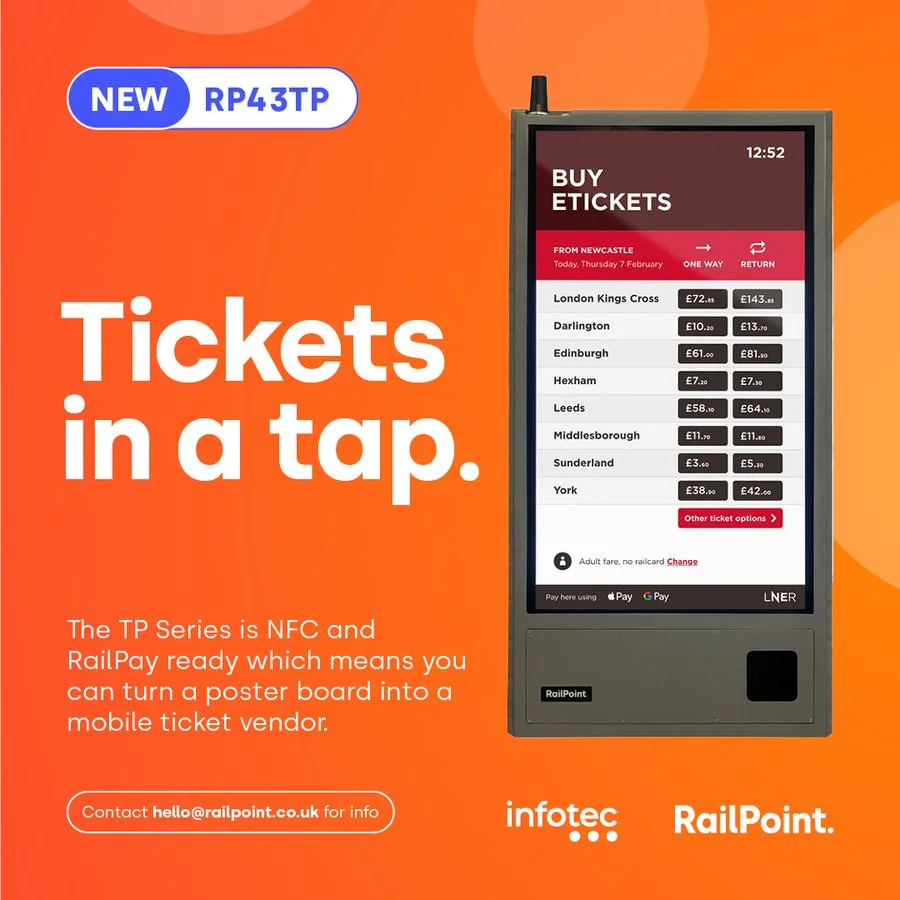 NEW RP43TP
Tickets
in a tap.
The TP Series is NFC and
RailPay ready which means you
can turn a poster board into a
mobile ticket vendor.
Contact hello@railpoint.co.uk for info
12:52
BUY
ETICKETS
FROM NEWCASTLE
Today, Thursday 7 February
ONE WAY RETURN
London Kings Cross £72.85 £143.85
Darlington £10.20 £13.70
Edinburgh £61.00 £81.50
Hexham £7.20 £7.30
Leeds £58.10 £64.10
Middlesborough £11.70 £11.80
Sunderland £3.60 £5.30
York £38.90 £42.00
Other ticket options
Adult fare, no railcard Change
Pay here using Pay G Pay LNER
RailPoint
infotec
RailPoint.